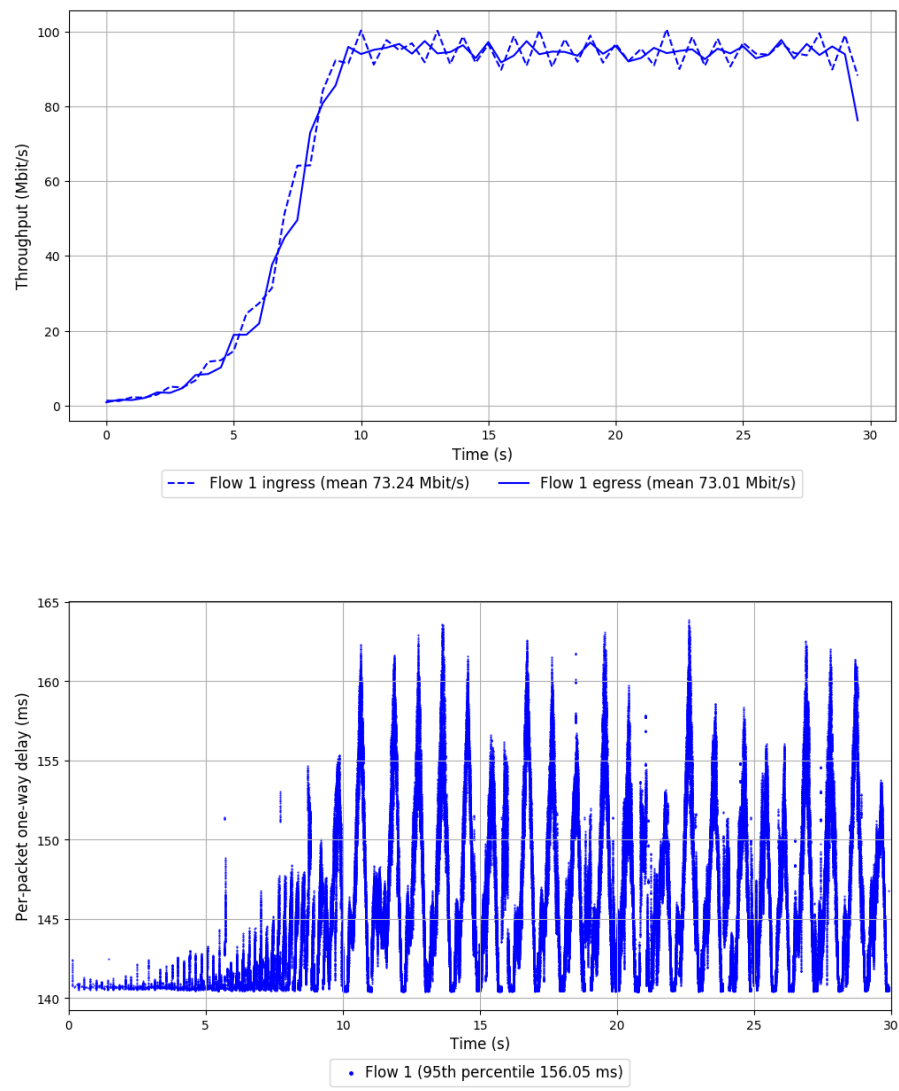 100
80
60
40
20
0
Throughput (Mbit/s)
0 5 10 15 20 25 30
Time (s)
Flow 1 ingress (mean 73.24 Mbit/s) Flow 1 egress (mean 73.01 Mbit/s)
165
160
155
150
145
140
Per-packet one-way delay (ms)
0 5 10 15 20 25 30
Time (s)
Flow 1 (95th percentile 156.05 ms)